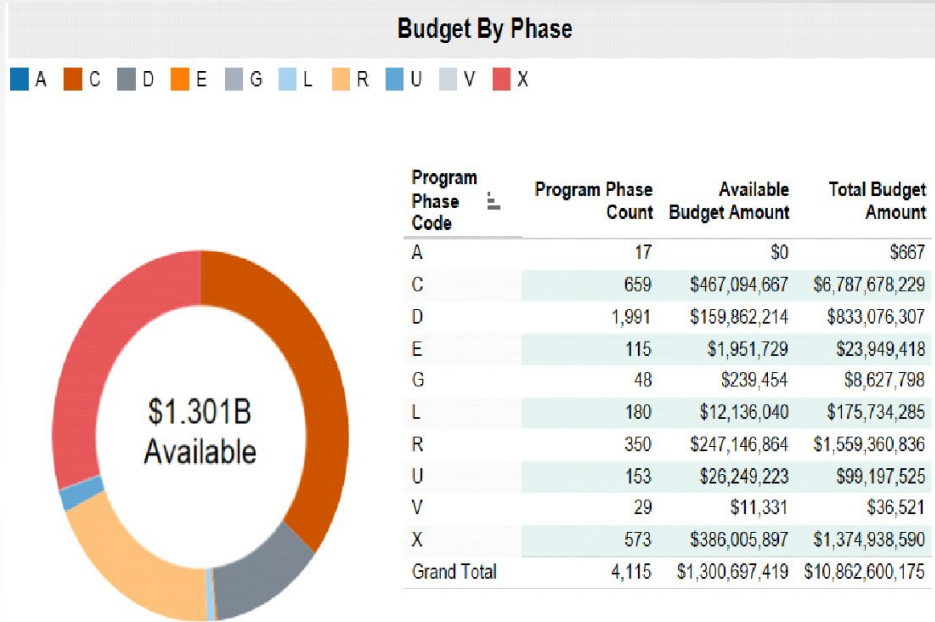 Budget By Phase
A C D E G L R U V X
Program Phase Code Program Phase Count Available Budget Amount Total Budget Amount
A 17 $0 $667
C 659 $467,094,667 $6,787,678,229
D 1,991 $159,862,214 $833,076,307
E 115 $1,951,729 $23,949,418
G 48 $239,454 $8,627,798
L 180 $12,136,040 $175,734,285
R 350 $247,146,864 $1,559,360,836
U 153 $26,249,223 $99,197,525
V 29 $11,331 $36,521
X 573 $386,005,897 $1,374,938,590
Grand Total 4,115 $1,300,697,419 $10,862,600,175
$1.301B
Available